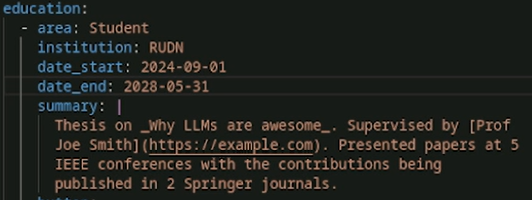 education:
- area: Student
institution: RUDN
date_start: 2024-09-01
date_end: 2028-05-31
summary: |
Thesis on _Why LLMs are awesome_. Supervised by [Prof
Joe Smith](https://example.com). Presented papers at 5
IEEE conferences with the contributions being
published in 2 Springer journals.